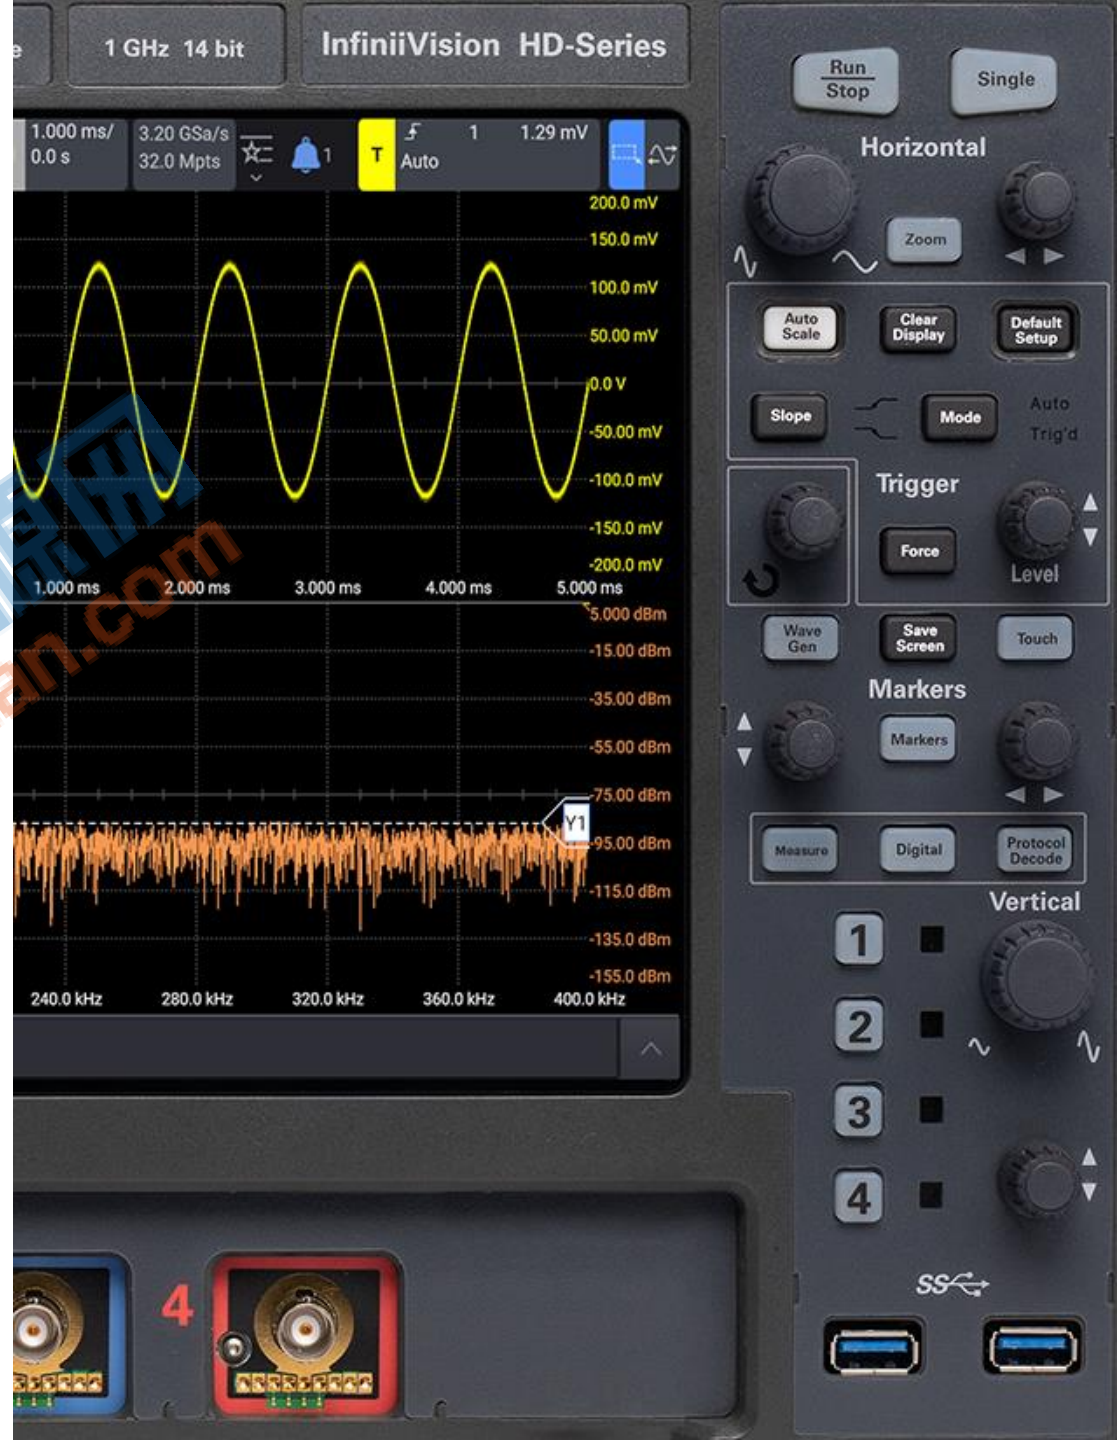 1 GHz 14 bit
InfiniiVision HD-Series
1.000 ms/
0.0 s
3.20 GSa/s
32.0 Mpts
1
T
1
1.29 mV
Auto
200.0 mV
150.0 mV
100.0 mV
50.00 mV
0.0 V
-50.00 mV
-100.0 mV
-150.0 mV
-200.0 mV
1.000 ms
2.000 ms
3.000 ms
4.000 ms
5.000 ms
5.000 dBm
-15.00 dBm
-35.00 dBm
-55.00 dBm
-75.00 dBm
Y1
-95.00 dBm
-115.0 dBm
-135.0 dBm
-155.0 dBm
240.0 kHz
280.0 kHz
320.0 kHz
360.0 kHz
400.0 kHz
4
Run
Stop
Single
Horizontal
Zoom
Auto
Scale
Clear
Display
Default
Setup
Slope
Mode
Auto
Trig'd
Trigger
Force
Level
Wave
Gen
Save
Screen
Touch
Markers
Markers
Measure
Digital
Protocol
Decode
Vertical
1
2
3
4
SS
源网
an.com